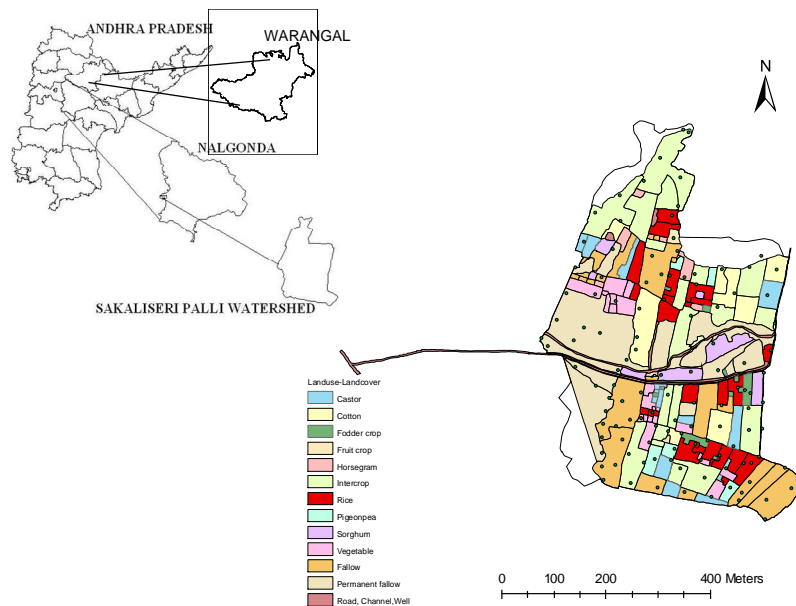 ANDHRA PRADESH
WARANGAL
N
NALGONDA
SAKALISERI PALLI WATERSHED
Landuse-Landcover
Castor
Cotton
Fodder crop
Fruit crop
Horsegram
Intercrop
Rice
Pigeonpea
Sorghum
Vegetable
Fallow
Permanent fallow
Road, Channel,Well
0 100 200 400 Meters